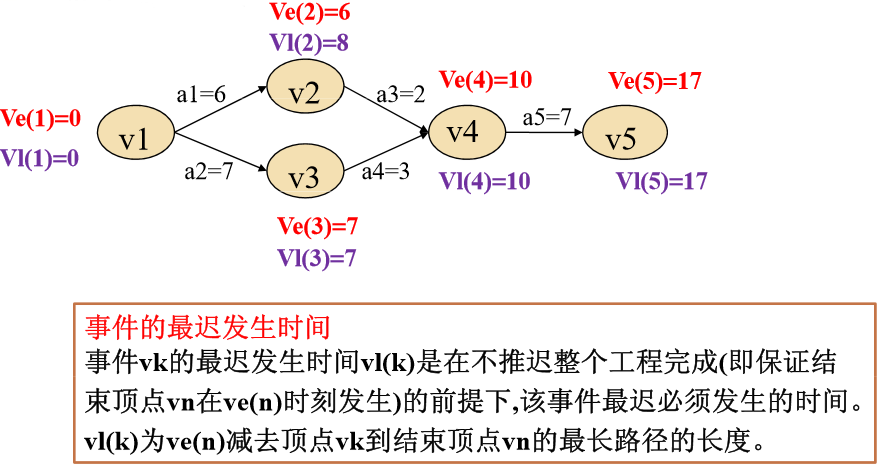 Ve(2)=6
Vl(2)=8
v2
a1=6
a3=2
Ve(4)=10
Ve(5)=17
Ve(1)=0
Vl(1)=0
v1
v4
a5=7
v5
a2=7
v3
a4=3
Vl(4)=10
Vl(5)=17
Ve(3)=7
Vl(3)=7
事件的最迟发生时间
事件vk的最迟发生时间vl(k)是在不推迟整个工程完成(即保证结
束顶点vn在ve(n)时刻发生)的前提下,该事件最迟必须发生的时间。
vl(k)为ve(n)减去顶点vk到结束顶点vn的最长路径的长度。